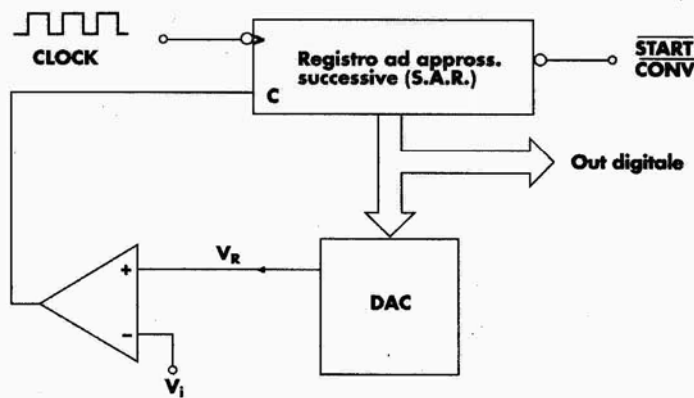 CLOCK
Registro ad appross.
successive (S.A.R.)
C
START
CONV
Out digitale
V_R
+
DAC
−
V_i